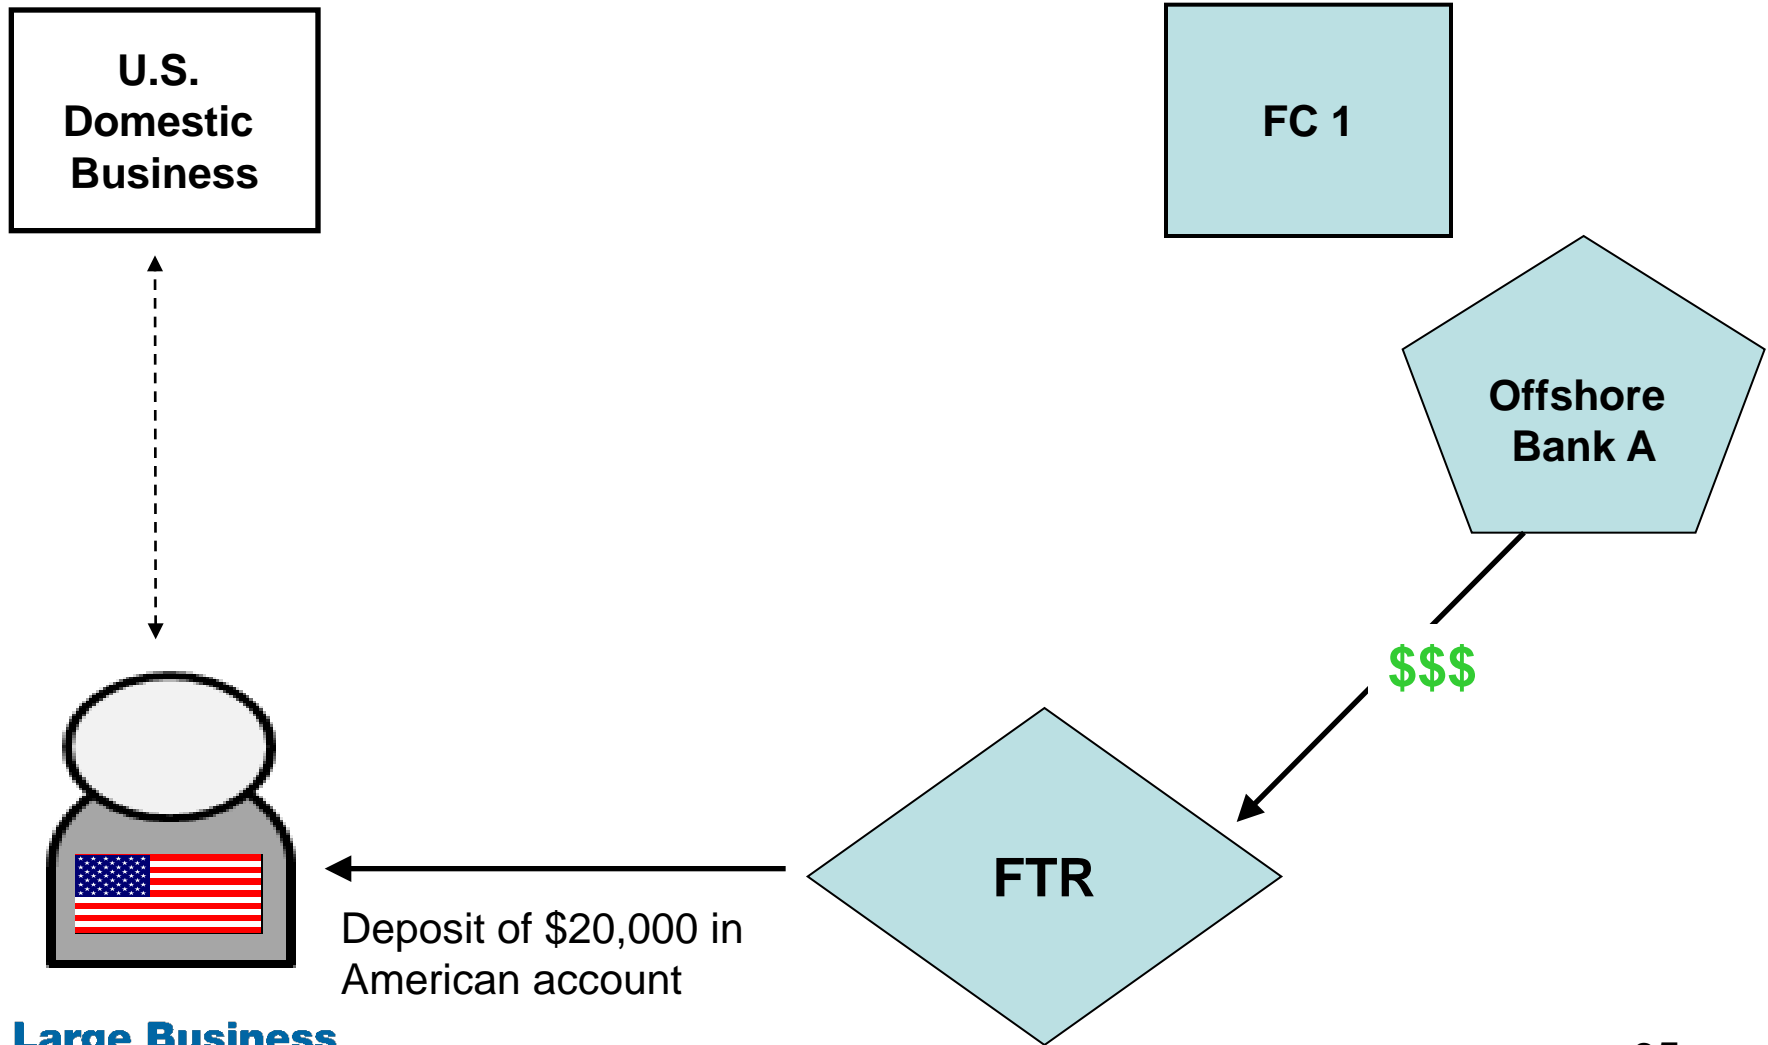 U.S.
Domestic
Business
FC 1
Offshore
Bank A
$$$
FTR
Deposit of $20,000 in
American account
Large Business